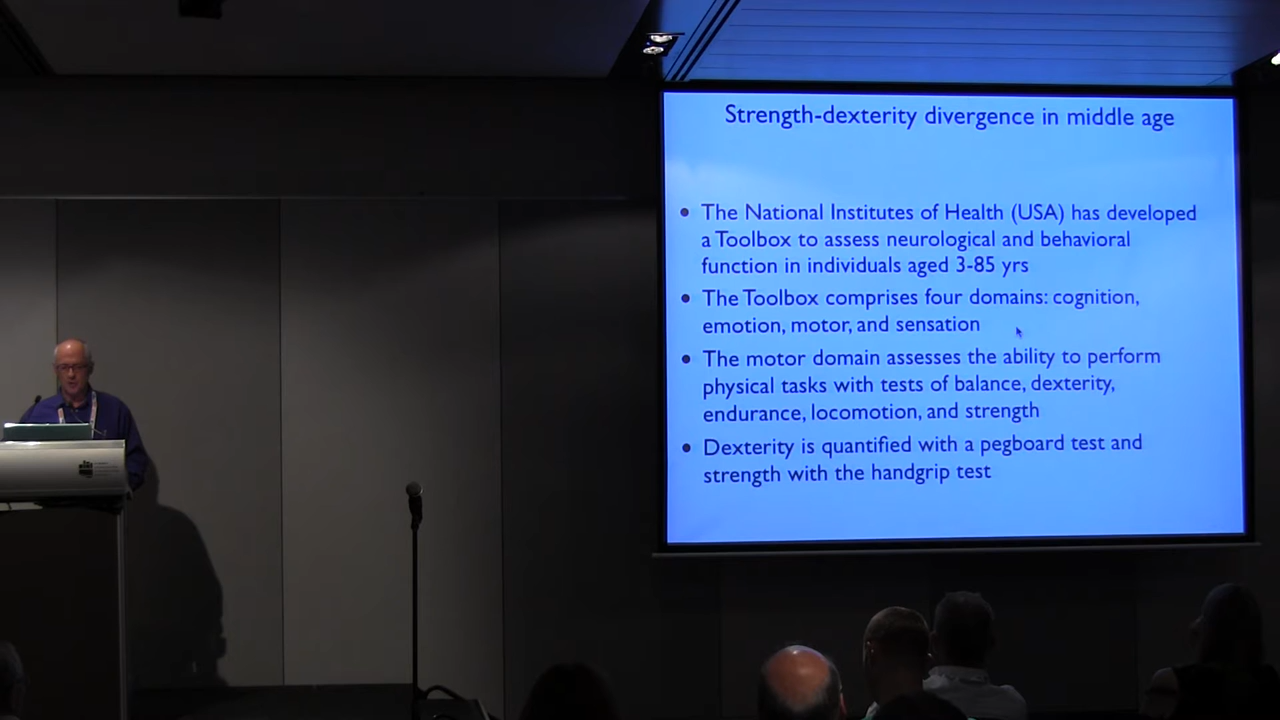 Strength-dexterity divergence in middle age
• The National Institutes of Health (USA) has developed
a Toolbox to assess neurological and behavioral
function in individuals aged 3-85 yrs
• The Toolbox comprises four domains: cognition,
emotion, motor, and sensation
• The motor domain assesses the ability to perform
physical tasks with tests of balance, dexterity,
endurance, locomotion, and strength
• Dexterity is quantified with a pegboard test and
strength with the handgrip test